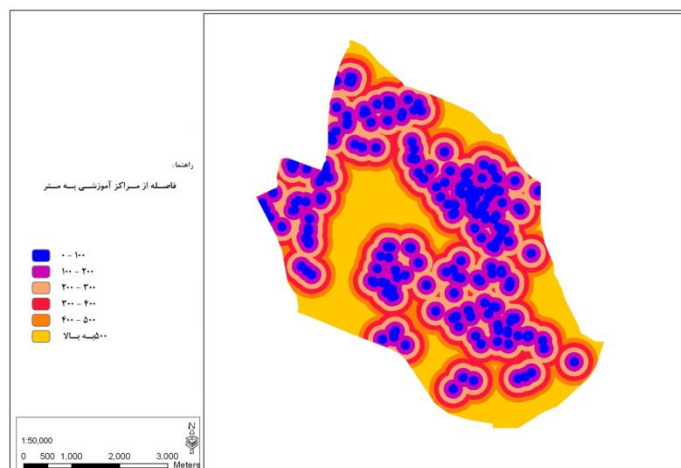 راهنما :
فاصله از مراکز آموزشی به متر
۰ - ۱۰۰
۱۰۰ - ۲۰۰
۲۰۰ - ۳۰۰
۳۰۰ - ۴۰۰
۴۰۰ - ۵۰۰
۵۰۰به بالا
N
1:50,000
0 500 1,000 2,000 3,000
Meters